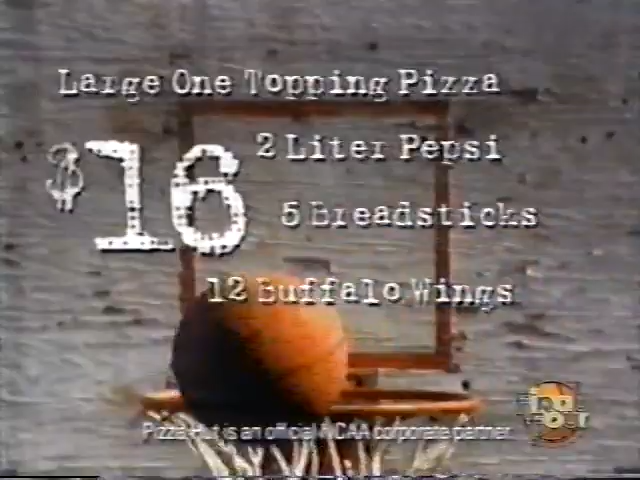 Large One Topping Pizza
$16
2 Liter Pepsi
5 Breadsticks
12 Buffalo Wings
Pizza Hut is an official NCAA corporate partner.